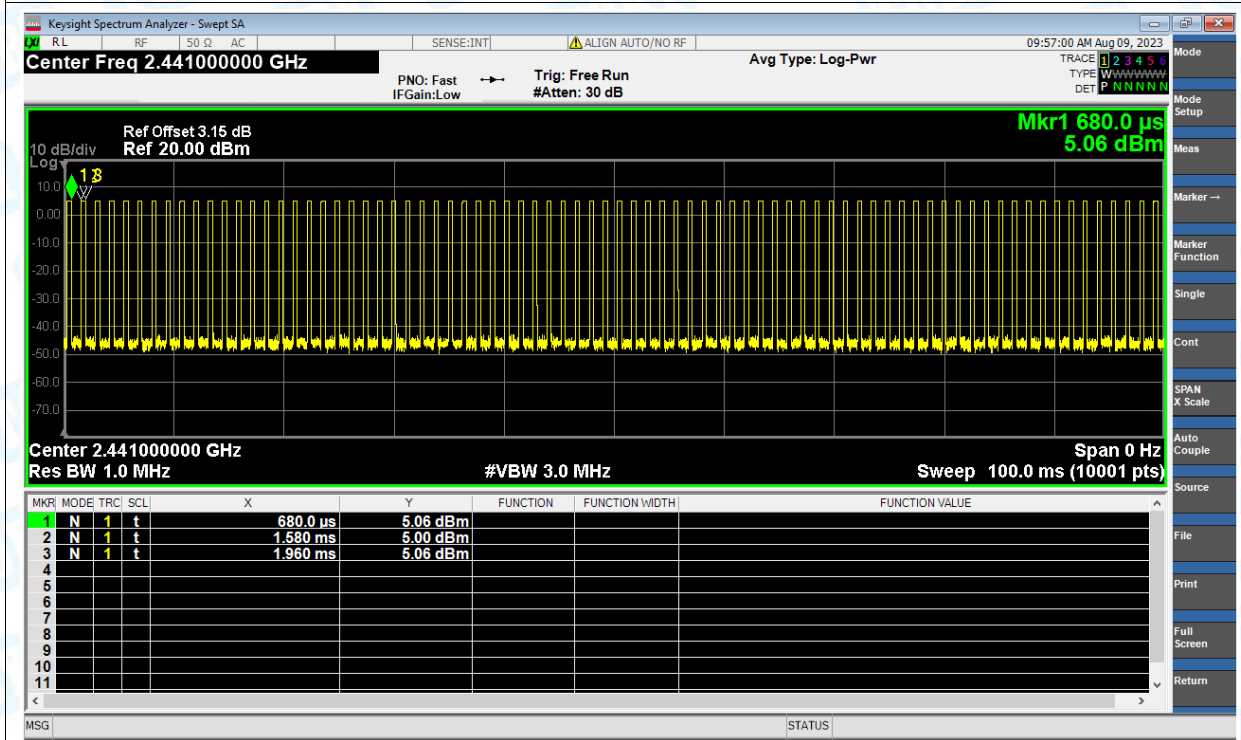 Keysight Spectrum Analyzer - Swept SA
LXI RL RF 50 Ω AC SENSE:INT ALIGN AUTO/NO RF 09:57:00 AM Aug 09, 2023
Center Freq 2.441000000 GHz
PNO: Fast
IFGain:Low
Trig: Free Run
#Atten: 30 dB
Avg Type: Log-Pwr
TRACE 1 2 3 4 5 6
TYPE WWWWWW
DET P N N N N N
Mkr1 680.0 µs
5.06 dBm
Ref Offset 3.15 dB
10 dB/div Ref 20.00 dBm
Log
1 2 3
10.0
0.00
-10.0
-20.0
-30.0
-40.0
-50.0
-60.0
-70.0
Center 2.441000000 GHz Span 0 Hz
Res BW 1.0 MHz #VBW 3.0 MHz Sweep 100.0 ms (10001 pts)
MKR MODE TRC SCL X Y FUNCTION FUNCTION WIDTH FUNCTION VALUE
1 N 1 t 680.0 µs 5.06 dBm
2 N 1 t 1.580 ms 5.00 dBm
3 N 1 t 1.960 ms 5.06 dBm
4
5
6
7
8
9
10
11
MSG STATUS
Mode
Mode
Setup
Meas
Marker →
Marker
Function
Single
Cont
SPAN
X Scale
Auto
Couple
Source
File
Print
Full
Screen
Return